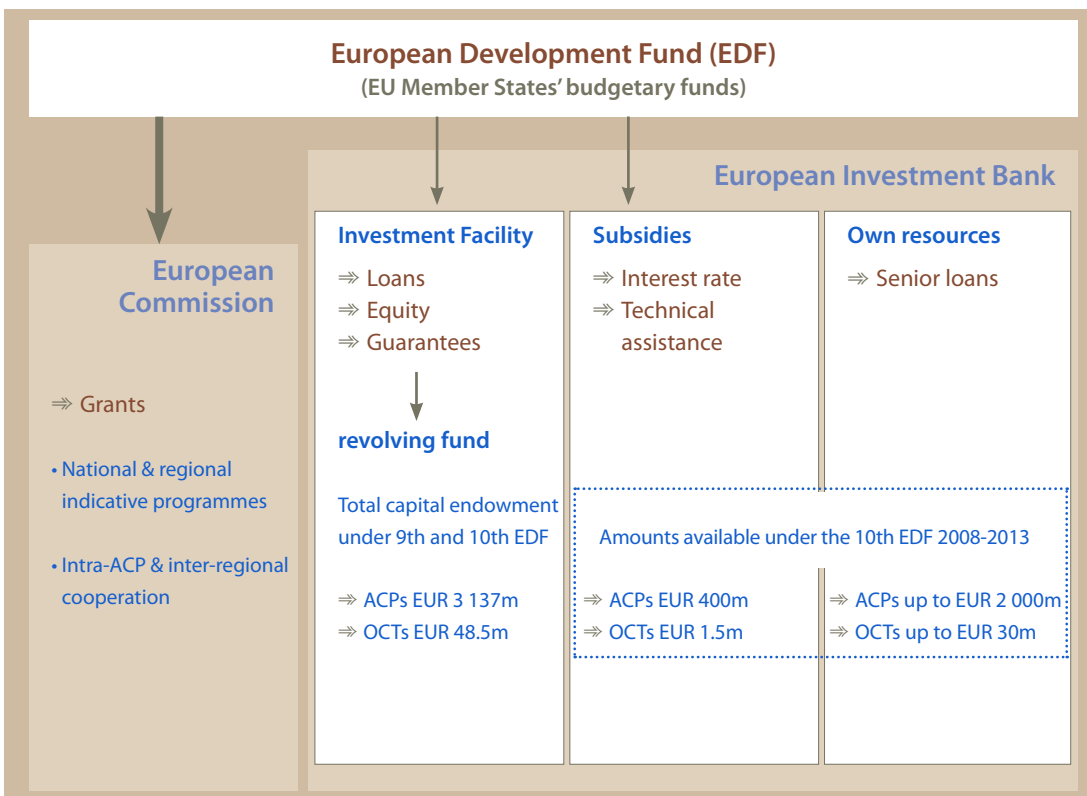 European Development Fund (EDF)
(EU Member States’ budgetary funds)
European
Commission
⇒ Grants
• National & regional
indicative programmes
• Intra-ACP & inter-regional
cooperation
European Investment Bank
Investment Facility
⇒ Loans
⇒ Equity
⇒ Guarantees
revolving fund
Total capital endowment
under 9th and 10th EDF
⇒ ACPs EUR 3 137m
⇒ OCTs EUR 48.5m
Subsidies
⇒ Interest rate
⇒ Technical
assistance
Own resources
⇒ Senior loans
Amounts available under the 10th EDF 2008-2013
⇒ ACPs EUR 400m
⇒ OCTs EUR 1.5m
⇒ ACPs up to EUR 2 000m
⇒ OCTs up to EUR 30m